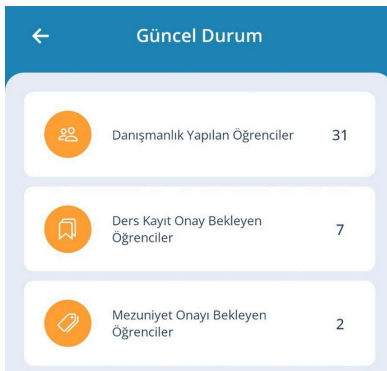 Güncel Durum
Danışmanlık Yapılan Öğrenciler 31
Ders Kayıt Onay Bekleyen
Öğrenciler 7
Mezuniyet Onayı Bekleyen
Öğrenciler 2